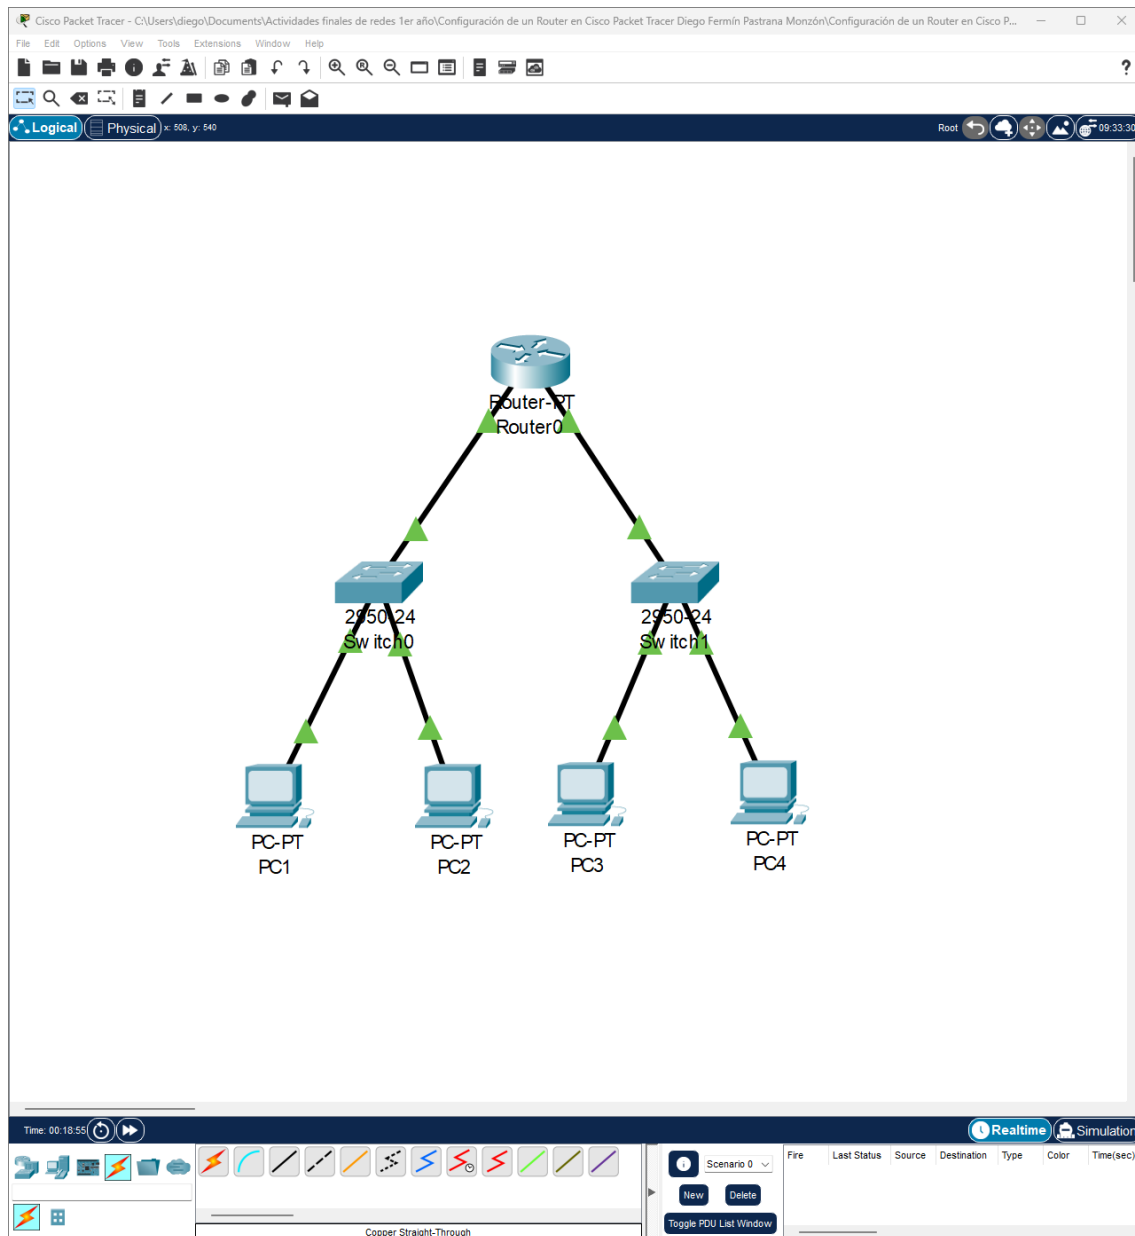 Cisco Packet Tracer - C:\Users\diego\Documents\Actividades finales de redes 1er año\Configuración de un Router en Cisco Packet Tracer Diego Fermín Pastrana Monzón\Configuración de un Router en Cisco P...
File Edit Options View Tools Extensions Window Help
Logical Physical x: 508, y: 540 Root 09:33:30
Router-PT
Router0
2950-24
Switch0
2950-24
Switch1
PC-PT
PC1
PC-PT
PC2
PC-PT
PC3
PC-PT
PC4
Time: 00:18:55 Realtime Simulation
Scenario 0
New Delete
Toggle PDU List Window
Fire Last Status Source Destination Type Color Time(sec)
Copper Straight-Through